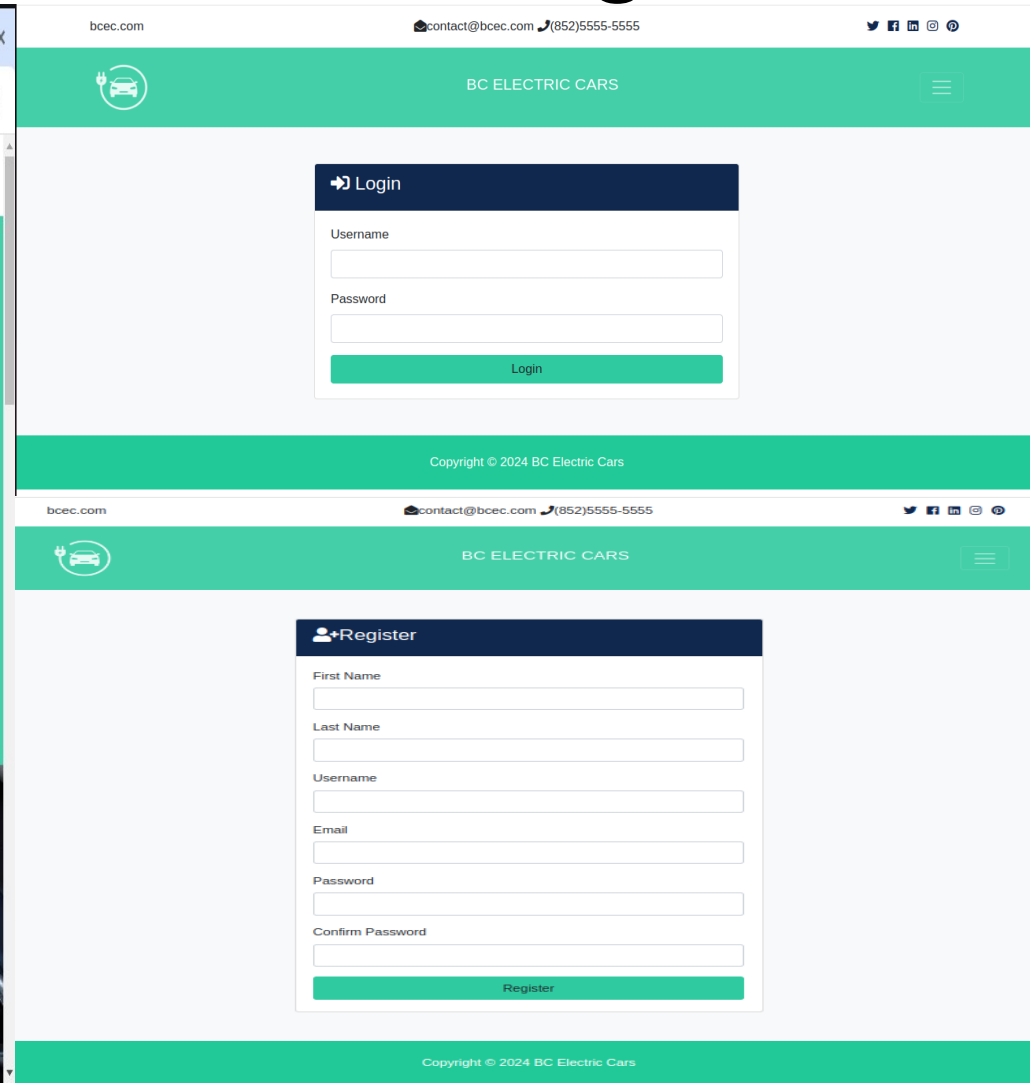 bcec.com contact@bcec.com (852)5555-5555
BC ELECTRIC CARS
Login
Username
Password
Login
Copyright © 2024 BC Electric Cars
bcec.com contact@bcec.com (852)5555-5555
BC ELECTRIC CARS
Register
First Name
Last Name
Username
Email
Password
Confirm Password
Register
Copyright © 2024 BC Electric Cars